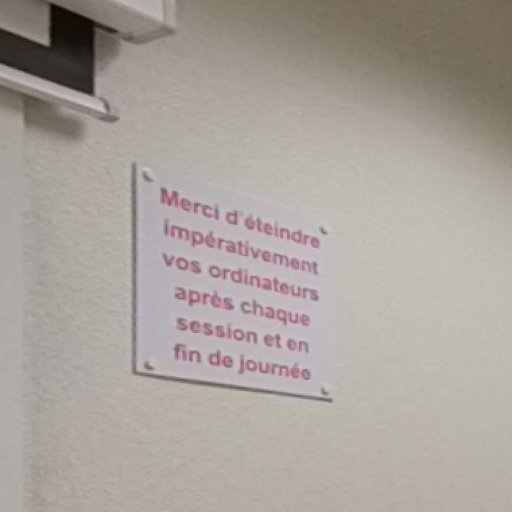 Merci d'éteindre
impérativement
vos ordinateurs
après chaque
session et en
fin de journée